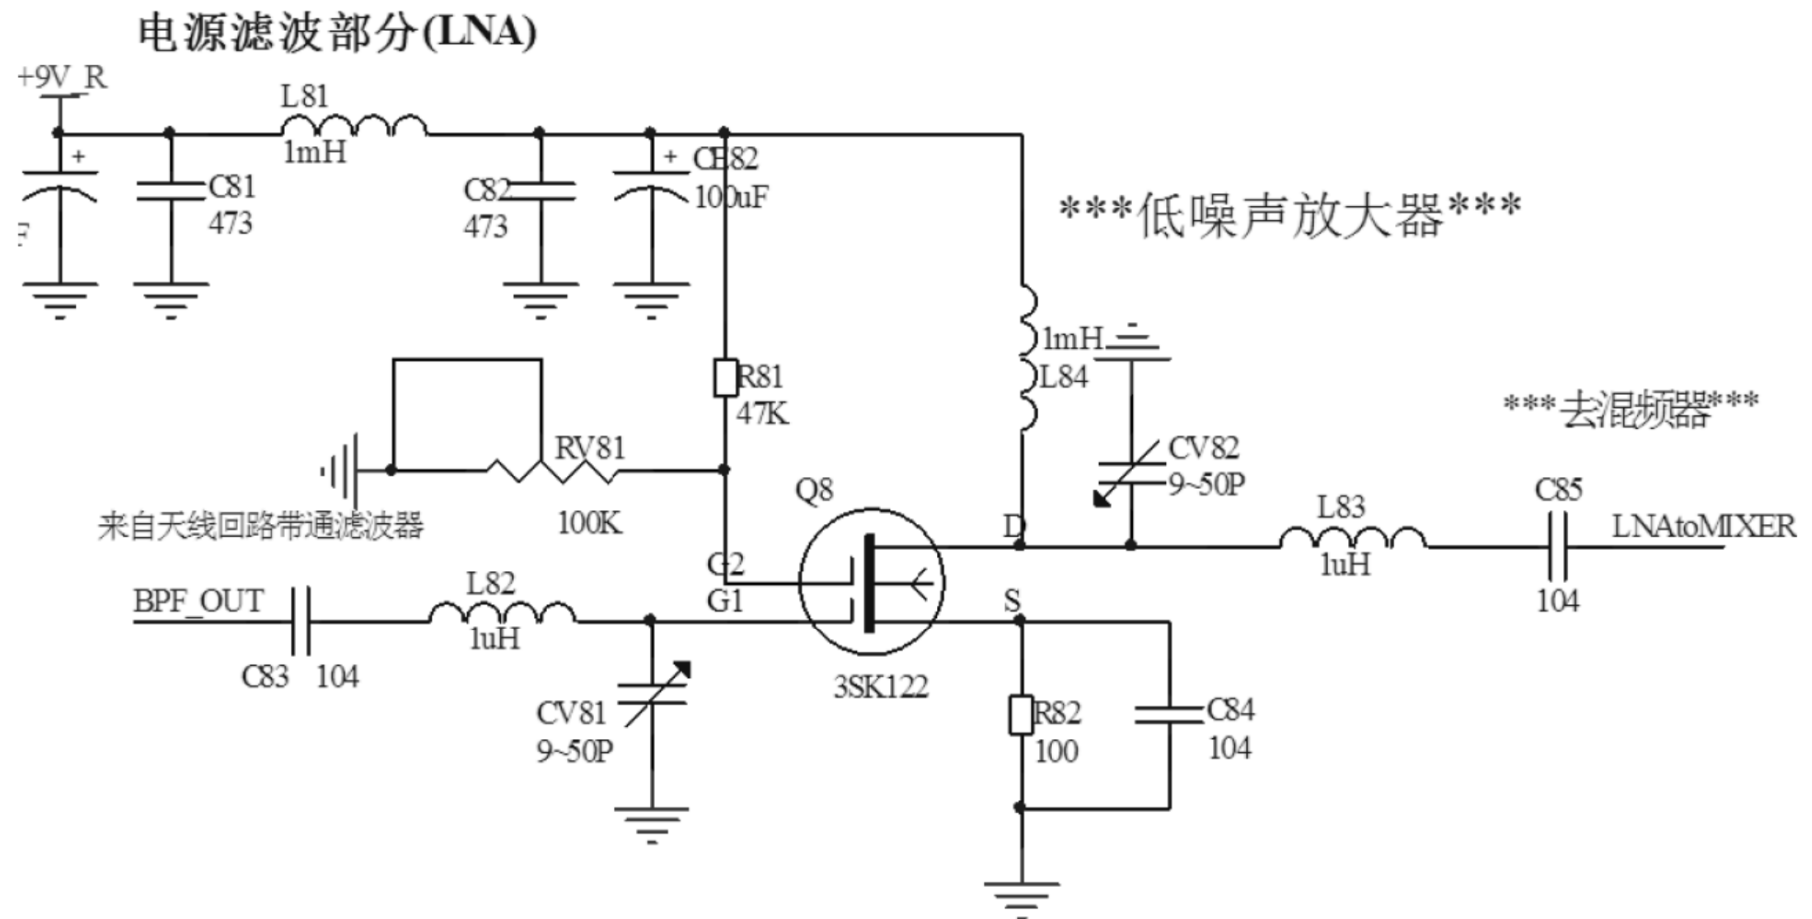 电源滤波部分(LNA)
+9V_R
L81
1mH
+
C81
473
F
C82
473
+
CE82
100uF
***低噪声放大器***
1mH
L84
R81
47K
***去混频器***
RV81
100K
CV82
9~50P
来自天线回路带通滤波器
Q8
D
L83
1uH
C85
104
LNAtoMIXER
G2
G1
S
BPF_OUT
L82
1uH
C83
104
3SK122
CV81
9~50P
R82
100
C84
104